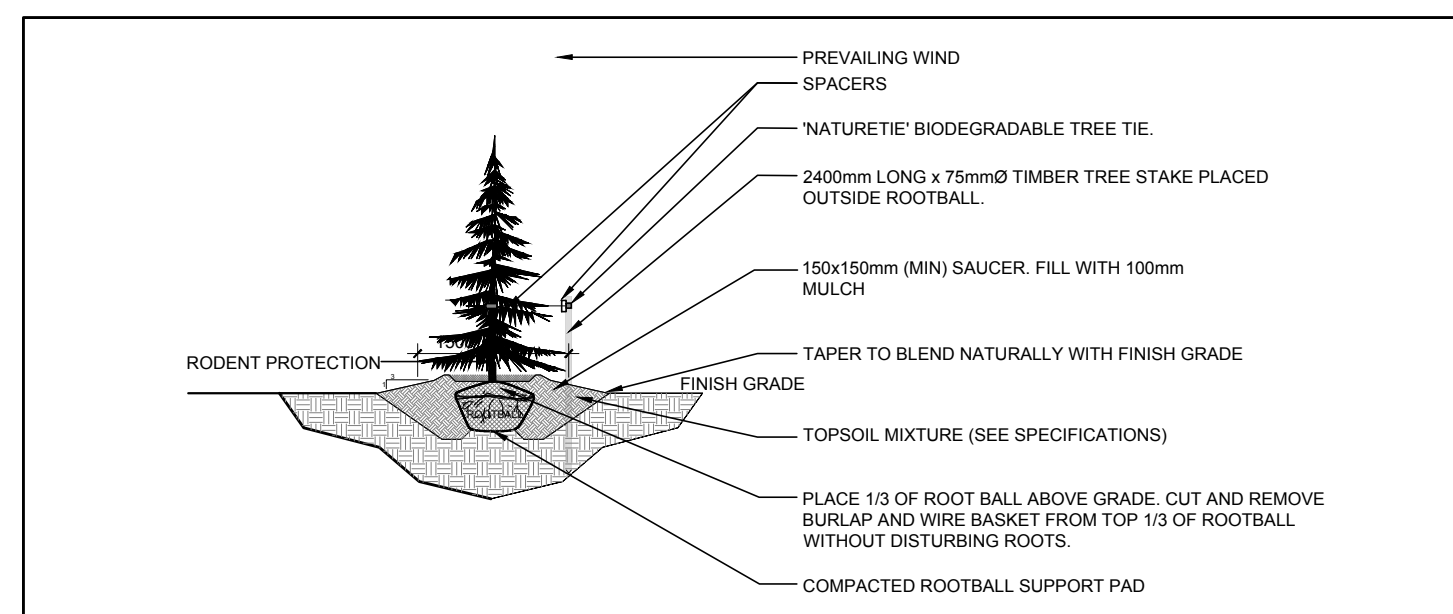 PREVAILING WIND
SPACERS
'NATURETIE' BIODEGRADABLE TREE TIE.
2400mm LONG x 75mmØ TIMBER TREE STAKE PLACED
OUTSIDE ROOTBALL.
150x150mm (MIN) SAUCER. FILL WITH 100mm
MULCH
RODENT PROTECTION
TAPER TO BLEND NATURALLY WITH FINISH GRADE
3
1
FINISH GRADE
ROOTBALL
TOPSOIL MIXTURE (SEE SPECIFICATIONS)
PLACE 1/3 OF ROOT BALL ABOVE GRADE. CUT AND REMOVE
BURLAP AND WIRE BASKET FROM TOP 1/3 OF ROOTBALL
WITHOUT DISTURBING ROOTS.
COMPACTED ROOTBALL SUPPORT PAD